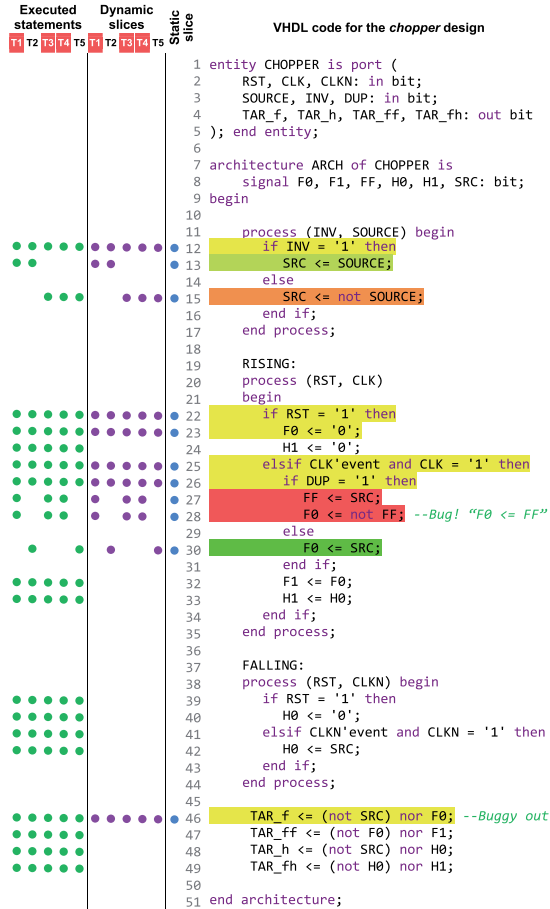 Executed statements
Dynamic slices
Static slice
VHDL code for the chopper design
T1 T2 T3 T4 T5 T1 T2 T3 T4 T5
1 entity CHOPPER is port (
2 RST, CLK, CLKN: in bit;
3 SOURCE, INV, DUP: in bit;
4 TAR_f, TAR_h, TAR_ff, TAR_fh: out bit
5 ); end entity;
6
7 architecture ARCH of CHOPPER is
8 signal F0, F1, FF, H0, H1, SRC: bit;
9 begin
10
11 process (INV, SOURCE) begin
12 if INV = '1' then
13 SRC <= SOURCE;
14 else
15 SRC <= not SOURCE;
16 end if;
17 end process;
18
19 RISING:
20 process (RST, CLK)
21 begin
22 if RST = '1' then
23 F0 <= '0';
24 H1 <= '0';
25 elsif CLK'event and CLK = '1' then
26 if DUP = '1' then
27 FF <= SRC;
28 F0 <= not FF; --Bug! “F0 <= FF”
29 else
30 F0 <= SRC;
31 end if;
32 F1 <= F0;
33 H1 <= H0;
34 end if;
35 end process;
36
37 FALLING:
38 process (RST, CLKN) begin
39 if RST = '1' then
40 H0 <= '0';
41 elsif CLKN'event and CLKN = '1' then
42 H0 <= SRC;
43 end if;
44 end process;
45
46 TAR_f <= (not SRC) nor F0; --Buggy out
47 TAR_ff <= (not F0) nor F1;
48 TAR_h <= (not SRC) nor H0;
49 TAR_fh <= (not H0) nor H1;
50
51 end architecture;